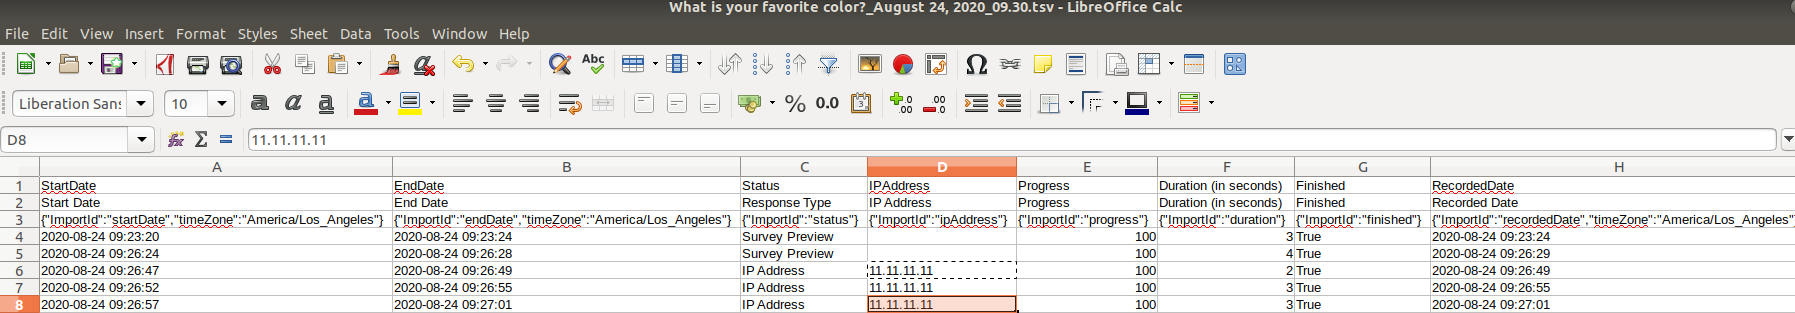 What is your favorite color?_August 24, 2020_09.30.tsv - LibreOffice Calc
File Edit View Insert Format Styles Sheet Data Tools Window Help
Abc
Liberation Sans 10 a a a a % 0.0 3 .00 .00
D8 fx Σ = 11.11.11.11
A B C D E F G H
1 StartDate EndDate Status IPAddress Progress Duration (in seconds) Finished RecordedDate
2 Start Date End Date Response Type IP Address Progress Duration (in seconds) Finished Recorded Date
3 {"ImportId":"startDate","timeZone":"America/Los_Angeles"} {"ImportId":"endDate","timeZone":"America/Los_Angeles"} {"ImportId":"status"} {"ImportId":"ipAddress"} {"ImportId":"progress"} {"ImportId":"duration"} {"ImportId":"finished"} {"ImportId":"recordedDate","timeZone":"America/Los_Angeles"
4 2020-08-24 09:23:20 2020-08-24 09:23:24 Survey Preview 100 3 True 2020-08-24 09:23:24
5 2020-08-24 09:26:24 2020-08-24 09:26:28 Survey Preview 100 4 True 2020-08-24 09:26:29
6 2020-08-24 09:26:47 2020-08-24 09:26:49 IP Address 11.11.11.11 100 2 True 2020-08-24 09:26:49
7 2020-08-24 09:26:52 2020-08-24 09:26:55 IP Address 11.11.11.11 100 3 True 2020-08-24 09:26:55
8 2020-08-24 09:26:57 2020-08-24 09:27:01 IP Address 11.11.11.11 100 3 True 2020-08-24 09:27:01